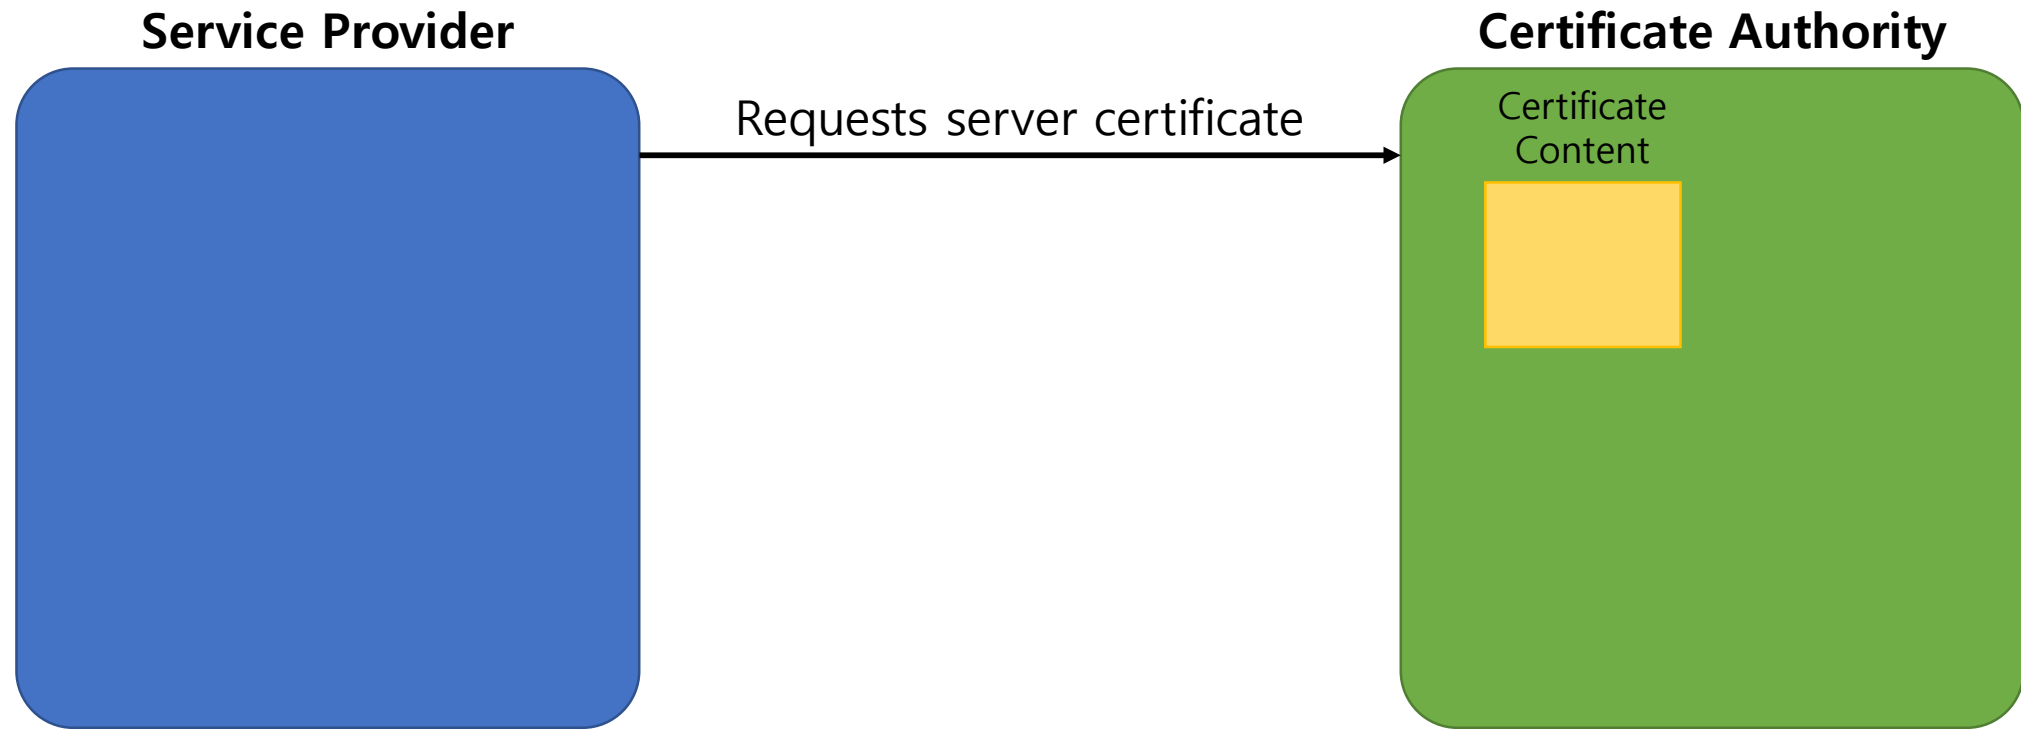 Service Provider
Certificate Authority
Requests server certificate
Certificate
Content